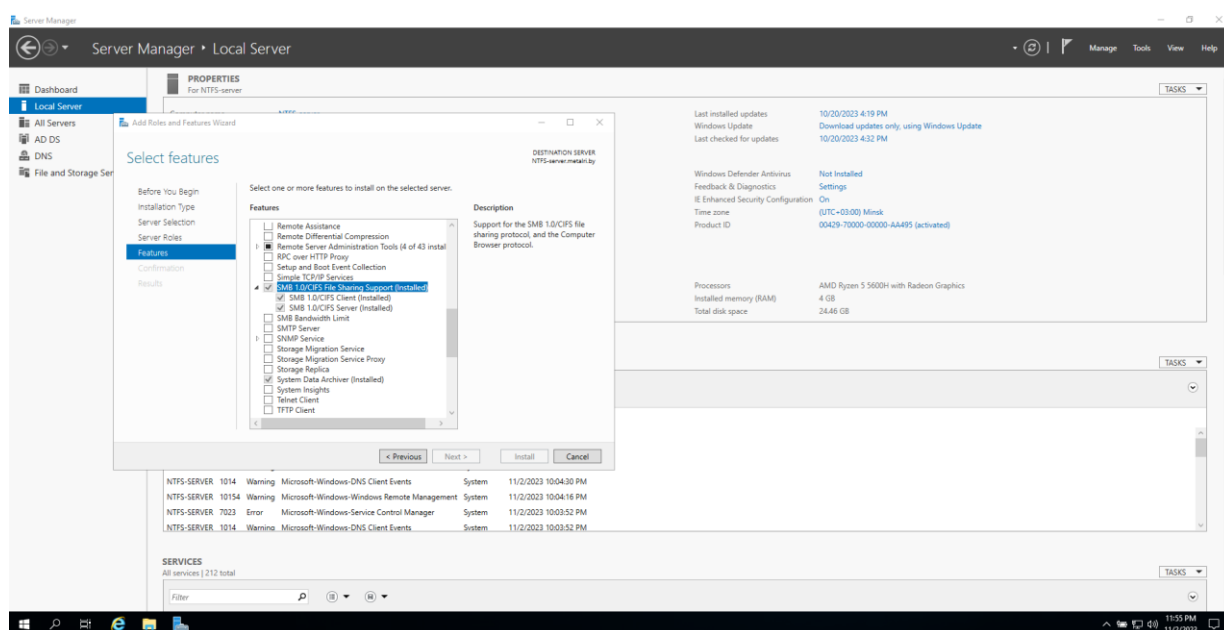 Server Manager
Server Manager • Local Server
Manage Tools View Help
Dashboard
Local Server
All Servers
AD DS
DNS
File and Storage Ser
PROPERTIES
For NTFS-server
TASKS
Last installed updates 10/20/2023 4:19 PM
Windows Update Download updates only, using Windows Update
Last checked for updates 10/20/2023 4:32 PM
Windows Defender Antivirus Not Installed
Feedback & Diagnostics Settings
IE Enhanced Security Configuration On
Time zone (UTC+03:00) Minsk
Product ID 00429-70000-00000-AA495 (activated)
Processors AMD Ryzen 5 5600H with Radeon Graphics
Installed memory (RAM) 4 GB
Total disk space 24.46 GB
Add Roles and Features Wizard
Select features
DESTINATION SERVER
NTFS-server.metalri.by
Before You Begin
Installation Type
Server Selection
Server Roles
Features
Confirmation
Results
Select one or more features to install on the selected server.
Features
Remote Assistance
Remote Differential Compression
Remote Server Administration Tools (4 of 43 instal
RPC over HTTP Proxy
Setup and Boot Event Collection
Simple TCP/IP Services
SMB 1.0/CIFS File Sharing Support (Installed)
SMB 1.0/CIFS Client (Installed)
SMB 1.0/CIFS Server (Installed)
SMB Bandwidth Limit
SMTP Server
SNMP Service
Storage Migration Service
Storage Migration Service Proxy
Storage Replica
System Data Archiver (Installed)
System Insights
Telnet Client
TFTP Client
Description
Support for the SMB 1.0/CIFS file
sharing protocol, and the Computer
Browser protocol.
< Previous Next > Install Cancel
TASKS
NTFS-SERVER 1014 Warning Microsoft-Windows-DNS Client Events System 11/2/2023 10:04:30 PM
NTFS-SERVER 10154 Warning Microsoft-Windows-Windows Remote Management System 11/2/2023 10:04:16 PM
NTFS-SERVER 7023 Error Microsoft-Windows-Service Control Manager System 11/2/2023 10:03:52 PM
NTFS-SERVER 1014 Warning Microsoft-Windows-DNS Client Events System 11/2/2023 10:03:52 PM
SERVICES
All services | 212 total
TASKS
Filter
11:55 PM
11/2/2023